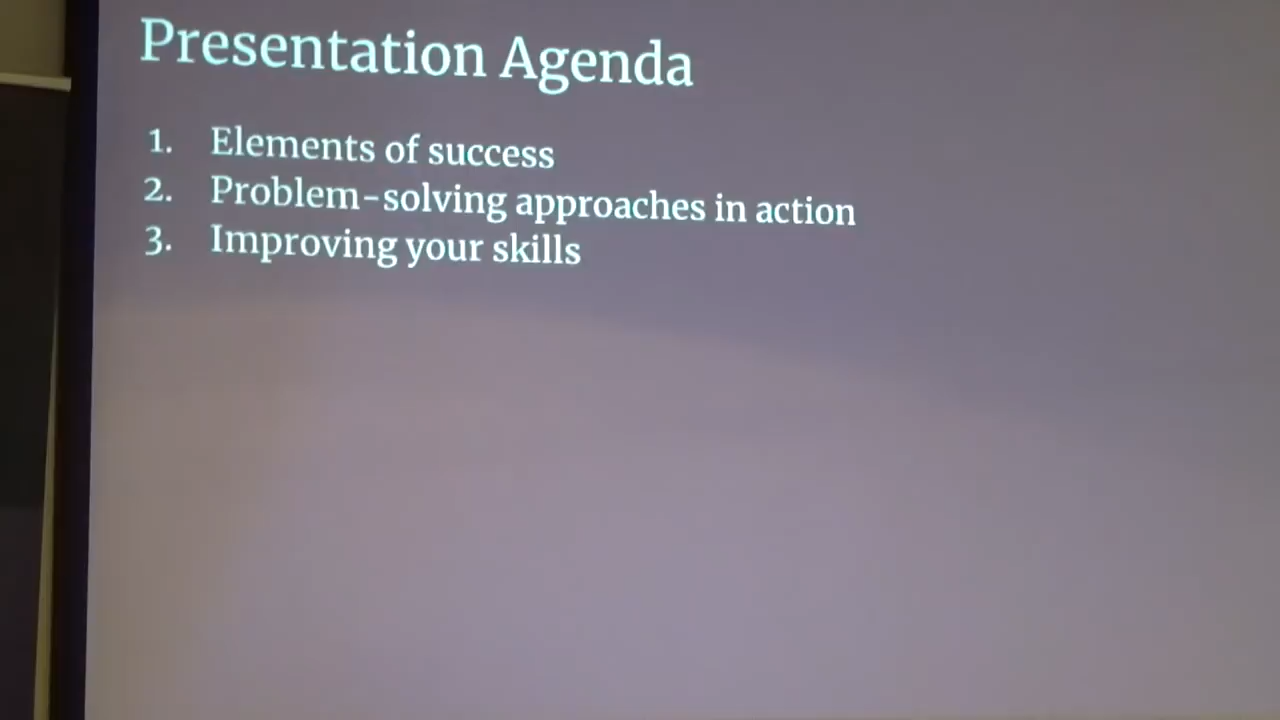 Presentation Agenda
1. Elements of success
2. Problem-solving approaches in action
3. Improving your skills